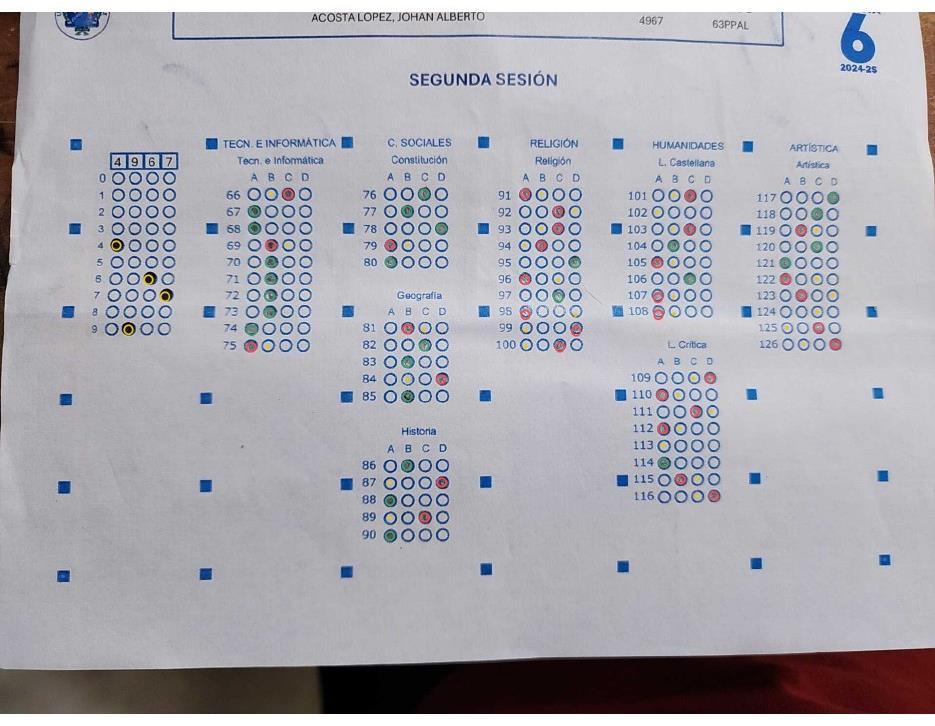 ACOSTA LOPEZ, JOHAN ALBERTO 4967 63PPAL
6
2024-2S
SEGUNDA SESIÓN
4 9 6 7
0
1
2
3
4
5
6
7
8
9
TECN. E INFORMÁTICA
Tecn. e Informática
A B C D
66
67
68
69
70
71
72
73
74
75
C. SOCIALES
Constitución
A B C D
76
77
78
79
80
Geografía
A B C D
81
82
83
84
85
Historia
A B C D
86
87
88
89
90
RELIGIÓN
Religión
A B C D
91
92
93
94
95
96
97
98
99
100
HUMANIDADES
L. Castellana
A B C D
101
102
103
104
105
106
107
108
L. Crítica
A B C D
109
110
111
112
113
114
115
116
ARTÍSTICA
Artística
A B C D
117
118
119
120
121
122
123
124
125
126